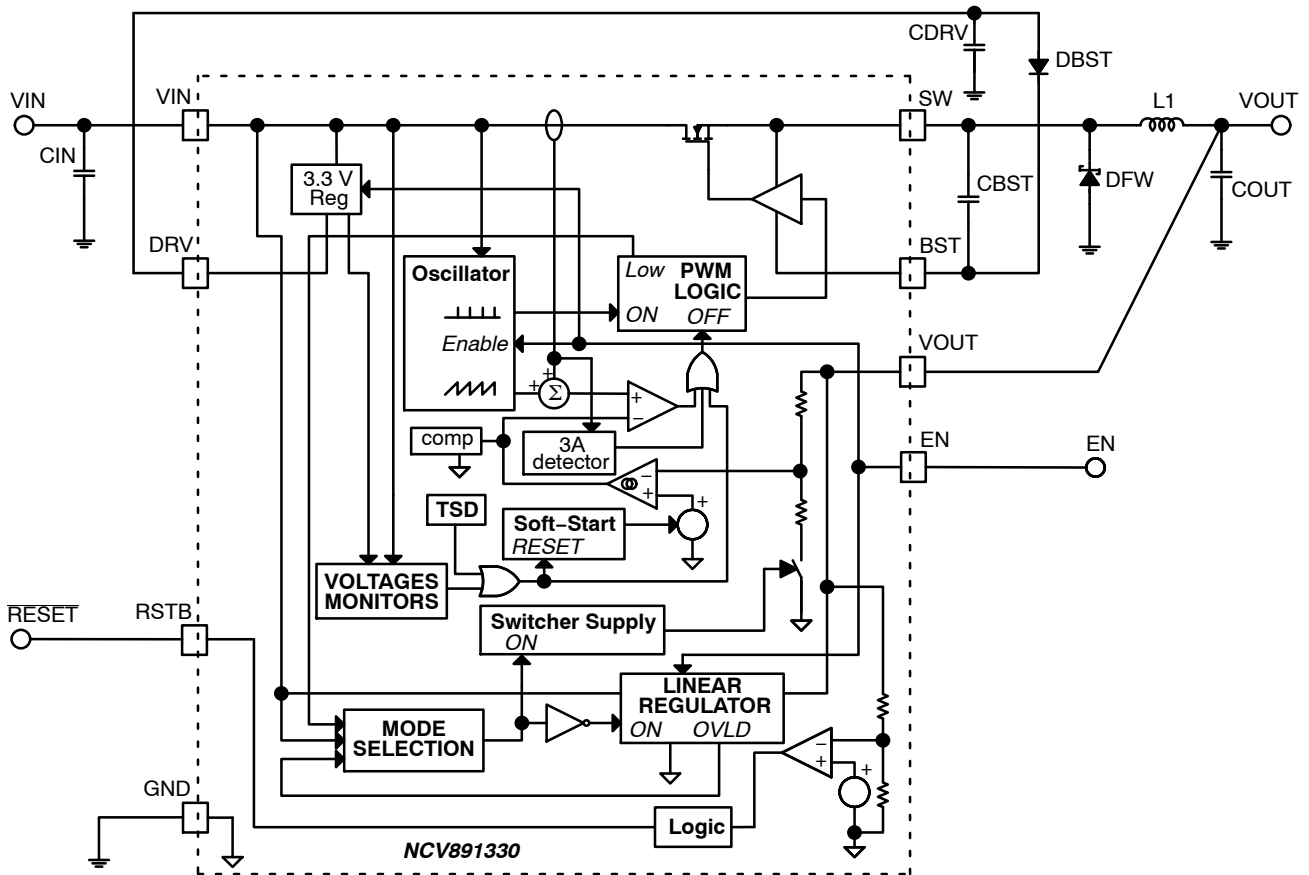 CDRV
DBST
VIN
VIN
SW
L1
VOUT
CIN
3.3 V
Reg
CBST
DFW
COUT
DRV
BST
Oscillator
Low
PWM
LOGIC
ON
OFF
Enable
VOUT
+
+
Σ
+
−
comp
3A
detector
EN
EN
−
+
+
TSD
Soft−Start
RESET
VOLTAGES
MONITORS
RESET
RSTB
Switcher Supply
ON
LINEAR
REGULATOR
ON
OVLD
MODE
SELECTION
−
+
+
GND
Logic
NCV891330